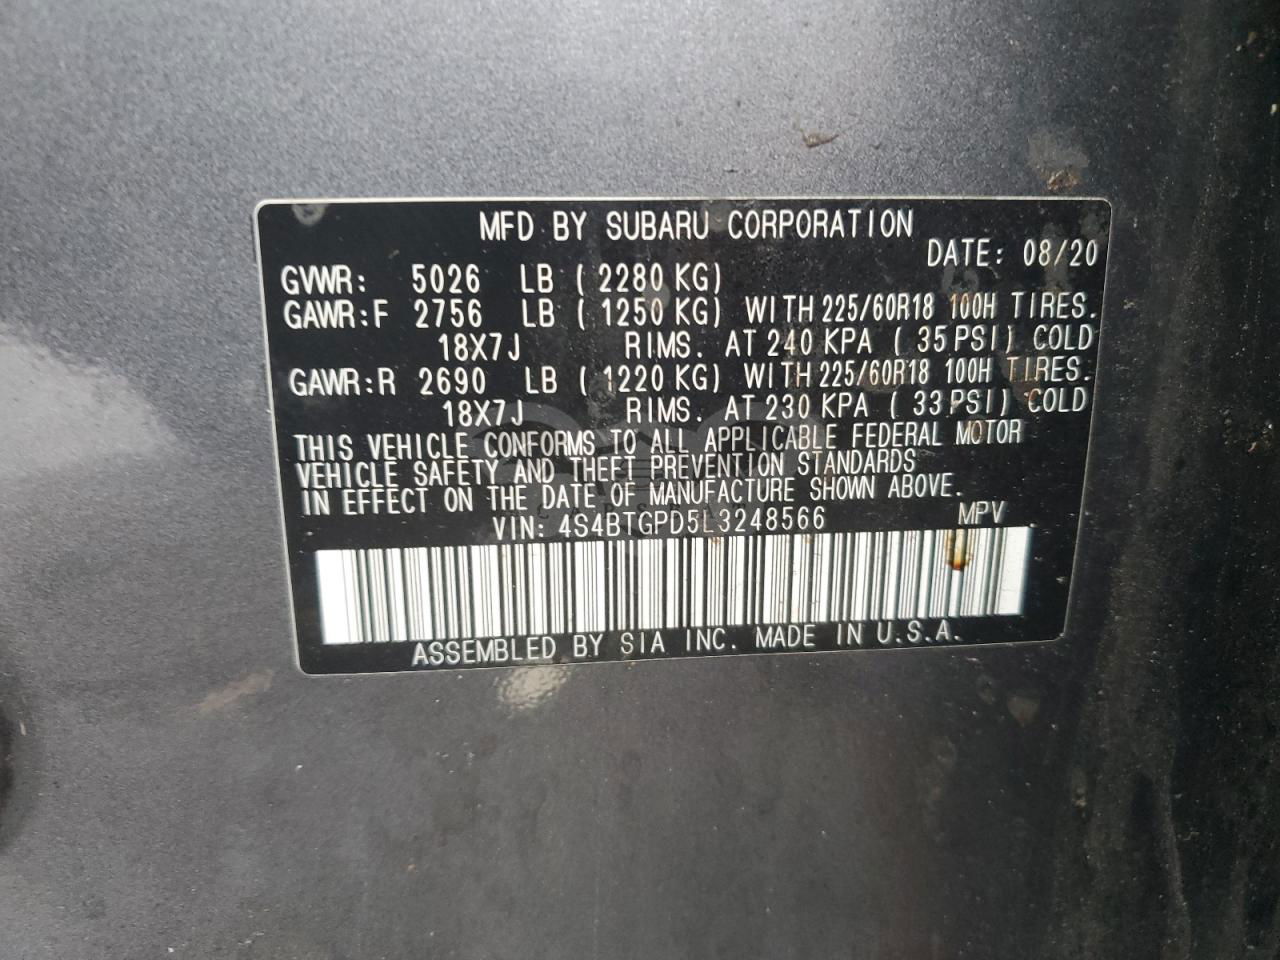 MFD BY SUBARU CORPORATION
DATE: 08/20
GVWR: 5026 LB ( 2280 KG)
GAWR:F 2756 LB ( 1250 KG) WITH 225/60R18 100H TIRES.
18X7J RIMS. AT 240 KPA ( 35 PSI) COLD
GAWR:R 2690 LB ( 1220 KG) WITH 225/60R18 100H TIRES.
18X7J RIMS. AT 230 KPA ( 33 PSI) COLD
THIS VEHICLE CONFORMS TO ALL APPLICABLE FEDERAL MOTOR
VEHICLE SAFETY AND THEFT PREVENTION STANDARDS
IN EFFECT ON THE DATE OF MANUFACTURE SHOWN ABOVE.
VIN: 4S4BTGPD5L3248566 MPV
ASSEMBLED BY SIA INC. MADE IN U.S.A.